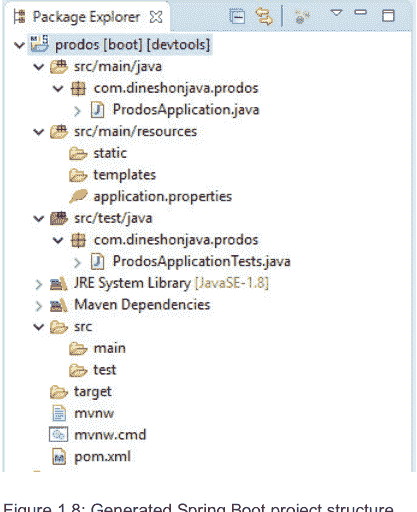 Package Explorer
prodos [boot] [devtools]
src/main/java
com.dineshonjava.prodos
ProdosApplication.java
src/main/resources
static
templates
application.properties
src/test/java
com.dineshonjava.prodos
ProdosApplicationTests.java
JRE System Library [JavaSE-1.8]
Maven Dependencies
src
main
test
target
mvnw
mvnw.cmd
pom.xml
Figure 1.8: Generated Spring Boot project structure